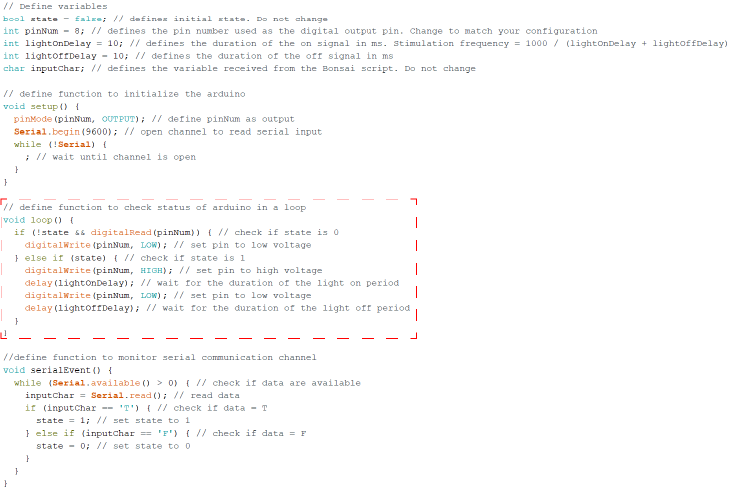 // Define variables
bool state = false; // defines initial state. Do not change
int pinNum = 8; // defines the pin number used as the digital output pin. Change to match your configuration
int lightOnDelay = 10; // defines the duration of the on signal in ms. Stimulation frequency = 1000 / (lightOnDelay + lightOffDelay)
int lightOffDelay = 10; // defines the duration of the off signal in ms
char inputChar; // defines the variable received from the Bonsai script. Do not change

// define function to initialize the arduino
void setup() {
  pinMode(pinNum, OUTPUT); // define pinNum as output
  Serial.begin(9600); // open channel to read serial input
  while (!Serial) {
    ; // wait until channel is open
  }
}

// define function to check status of arduino in a loop
void loop() {
  if (!state && digitalRead(pinNum)) { // check if state is 0
    digitalWrite(pinNum, LOW); // set pin to low voltage
  } else if (state) { // check if state is 1
    digitalWrite(pinNum, HIGH); // set pin to high voltage
    delay(lightOnDelay); // wait for the duration of the light on period
    digitalWrite(pinNum, LOW); // set pin to low voltage
    delay(lightOffDelay); // wait for the duration of the light off period
  }
}

//define function to monitor serial communication channel
void serialEvent() {
  while (Serial.available() > 0) { // check if data are available
    inputChar = Serial.read(); // read data
    if (inputChar == 'T') { // check if data = T
      state = 1; // set state to 1
    } else if (inputChar == 'F') { // check if data = F
      state = 0; // set state to 0
    }
  }
}